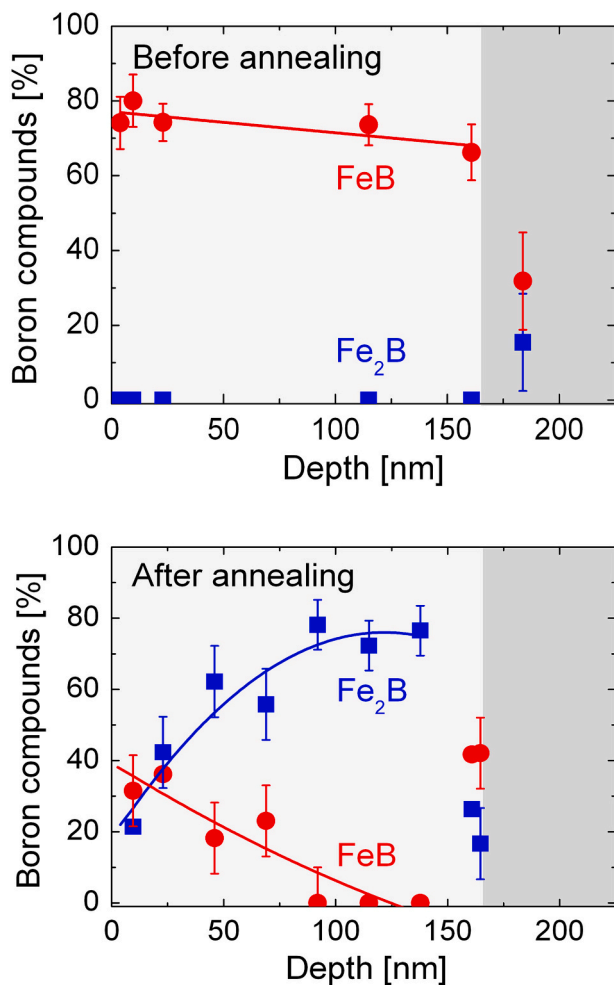 Before annealing
Boron compounds [%]
100
80
60
40
20
0
FeB
Fe₂B
0
50
100
150
200
Depth [nm]
After annealing
Boron compounds [%]
100
80
60
40
20
0
Fe₂B
FeB
0
50
100
150
200
Depth [nm]